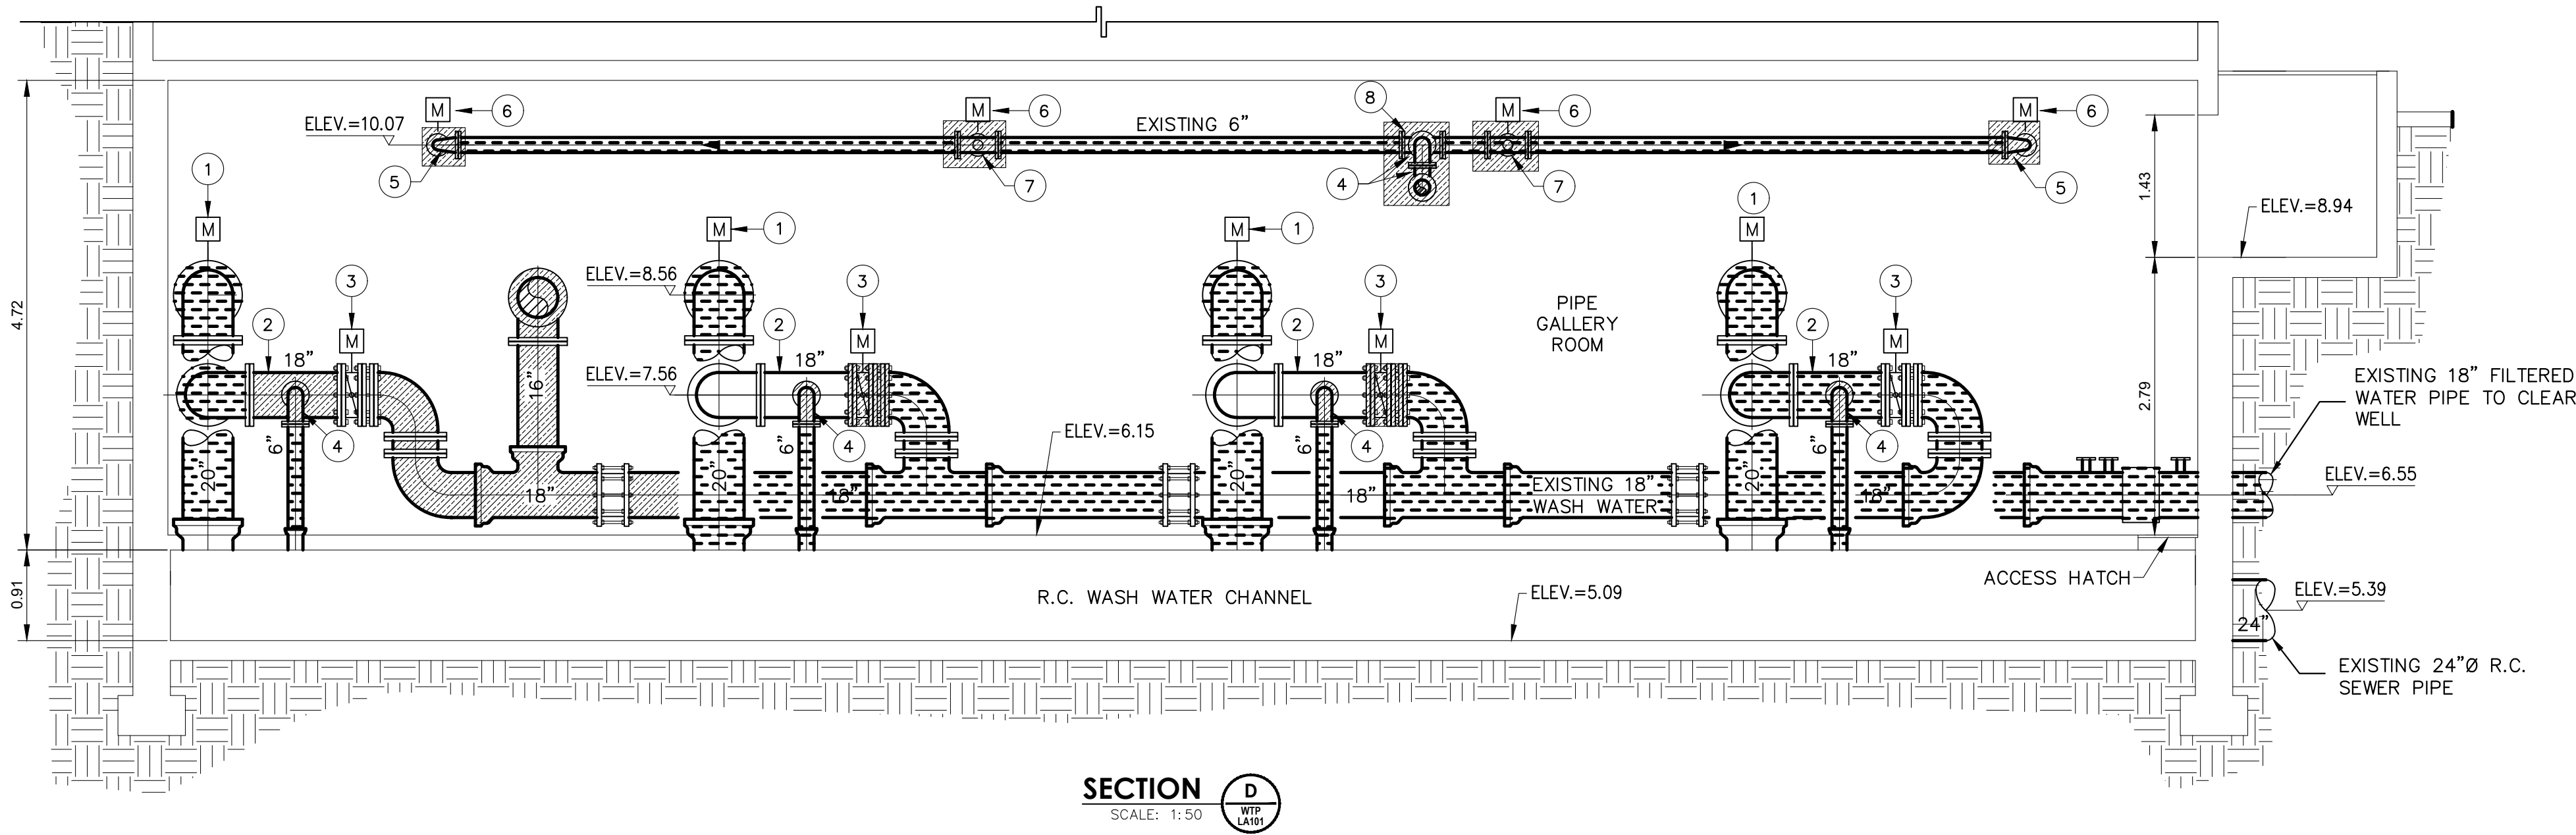 M 6
M 6
8
M 6
M 6
ELEV.=10.07
EXISTING 6”
5
7
4
7
5
1
M
M 1
M 1
1
M
1.43
ELEV.=8.94
4.72
ELEV.=8.56
2
3
M
18”
2
3
M
18”
2
3
M
18”
2
3
M
18”
PIPE
GALLERY
ROOM
ELEV.=7.56
16”
2.79
EXISTING 18” FILTERED
WATER PIPE TO CLEAR
WELL
20”
6”
4
20”
6”
4
20”
6”
4
20”
6”
4
ELEV.=6.15
ELEV.=6.55
18”
18”
18”
EXISTING 18”
WASH WATER
18”
0.91
R.C. WASH WATER CHANNEL
ELEV.=5.09
ACCESS HATCH
ELEV.=5.39
24”
EXISTING 24”Ø R.C.
SEWER PIPE
SECTION
SCALE: 1:50
D
WTP
LA101